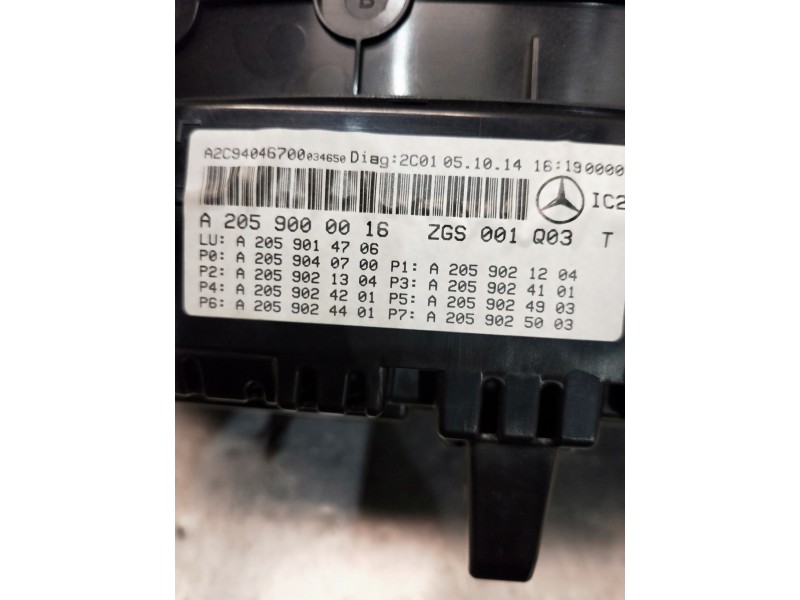 B
A2C94046700034650 Diag:2C01 05.10.14 16:190000
IC2
A 205 900 00 16 ZGS 001 Q03 T
LU: A 205 901 47 06
P0: A 205 904 07 00 P1: A 205 902 12 04
P2: A 205 902 13 04 P3: A 205 902 41 01
P4: A 205 902 42 01 P5: A 205 902 49 03
P6: A 205 902 44 01 P7: A 205 902 50 03